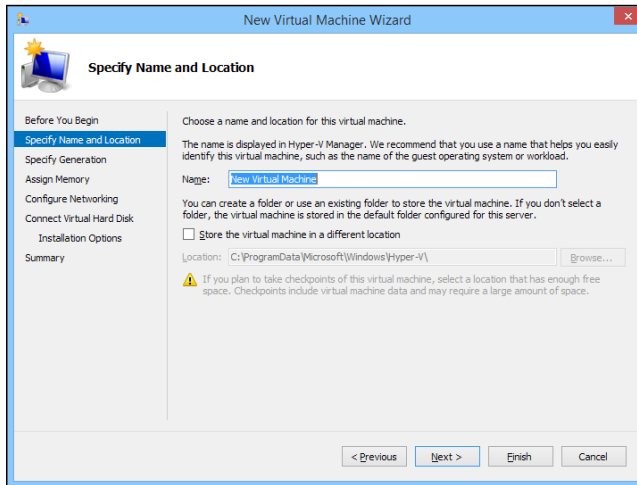 New Virtual Machine Wizard
Specify Name and Location
Before You Begin
Specify Name and Location
Specify Generation
Assign Memory
Configure Networking
Connect Virtual Hard Disk
Installation Options
Summary
Choose a name and location for this virtual machine.
The name is displayed in Hyper-V Manager. We recommend that you use a name that helps you easily
identify this virtual machine, such as the name of the guest operating system or workload.
Name: New Virtual Machine
You can create a folder or use an existing folder to store the virtual machine. If you don't select a
folder, the virtual machine is stored in the default folder configured for this server.
Store the virtual machine in a different location
Location: C:\ProgramData\Microsoft\Windows\Hyper-V\ Browse...
If you plan to take checkpoints of this virtual machine, select a location that has enough free
space. Checkpoints include virtual machine data and may require a large amount of space.
< Previous Next > Finish Cancel